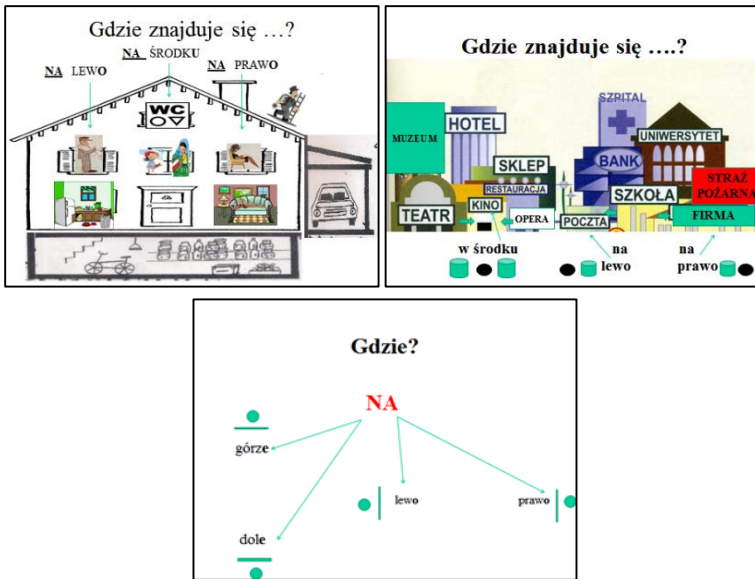 Gdzie znajduje się …?
NA ŚRODKU
NA LEWO
NA PRAWO
WC
Gdzie znajduje się ….?
SZPITAL
MUZEUM
HOTEL
UNIWERSYTET
BANK
SKLEP
STRAŻ
POŻARNA
RESTAURACJA
SZKOŁA
TEATR
KINO
OPERA
POCZTA
FIRMA
w środku
na
lewo
na
prawo
Gdzie?
NA
górze
lewo
prawo
dole